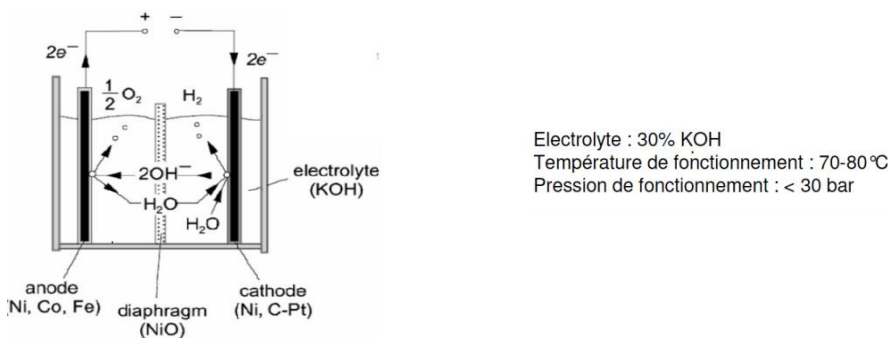 + −
2e− 2e−
1/2 O2 H2
2OH−
H2O
H2O
electrolyte
(KOH)
anode
(Ni, Co, Fe)
diaphragm
(NiO)
cathode
(Ni, C-Pt)
Electrolyte : 30% KOH
Température de fonctionnement : 70-80 °C
Pression de fonctionnement : < 30 bar